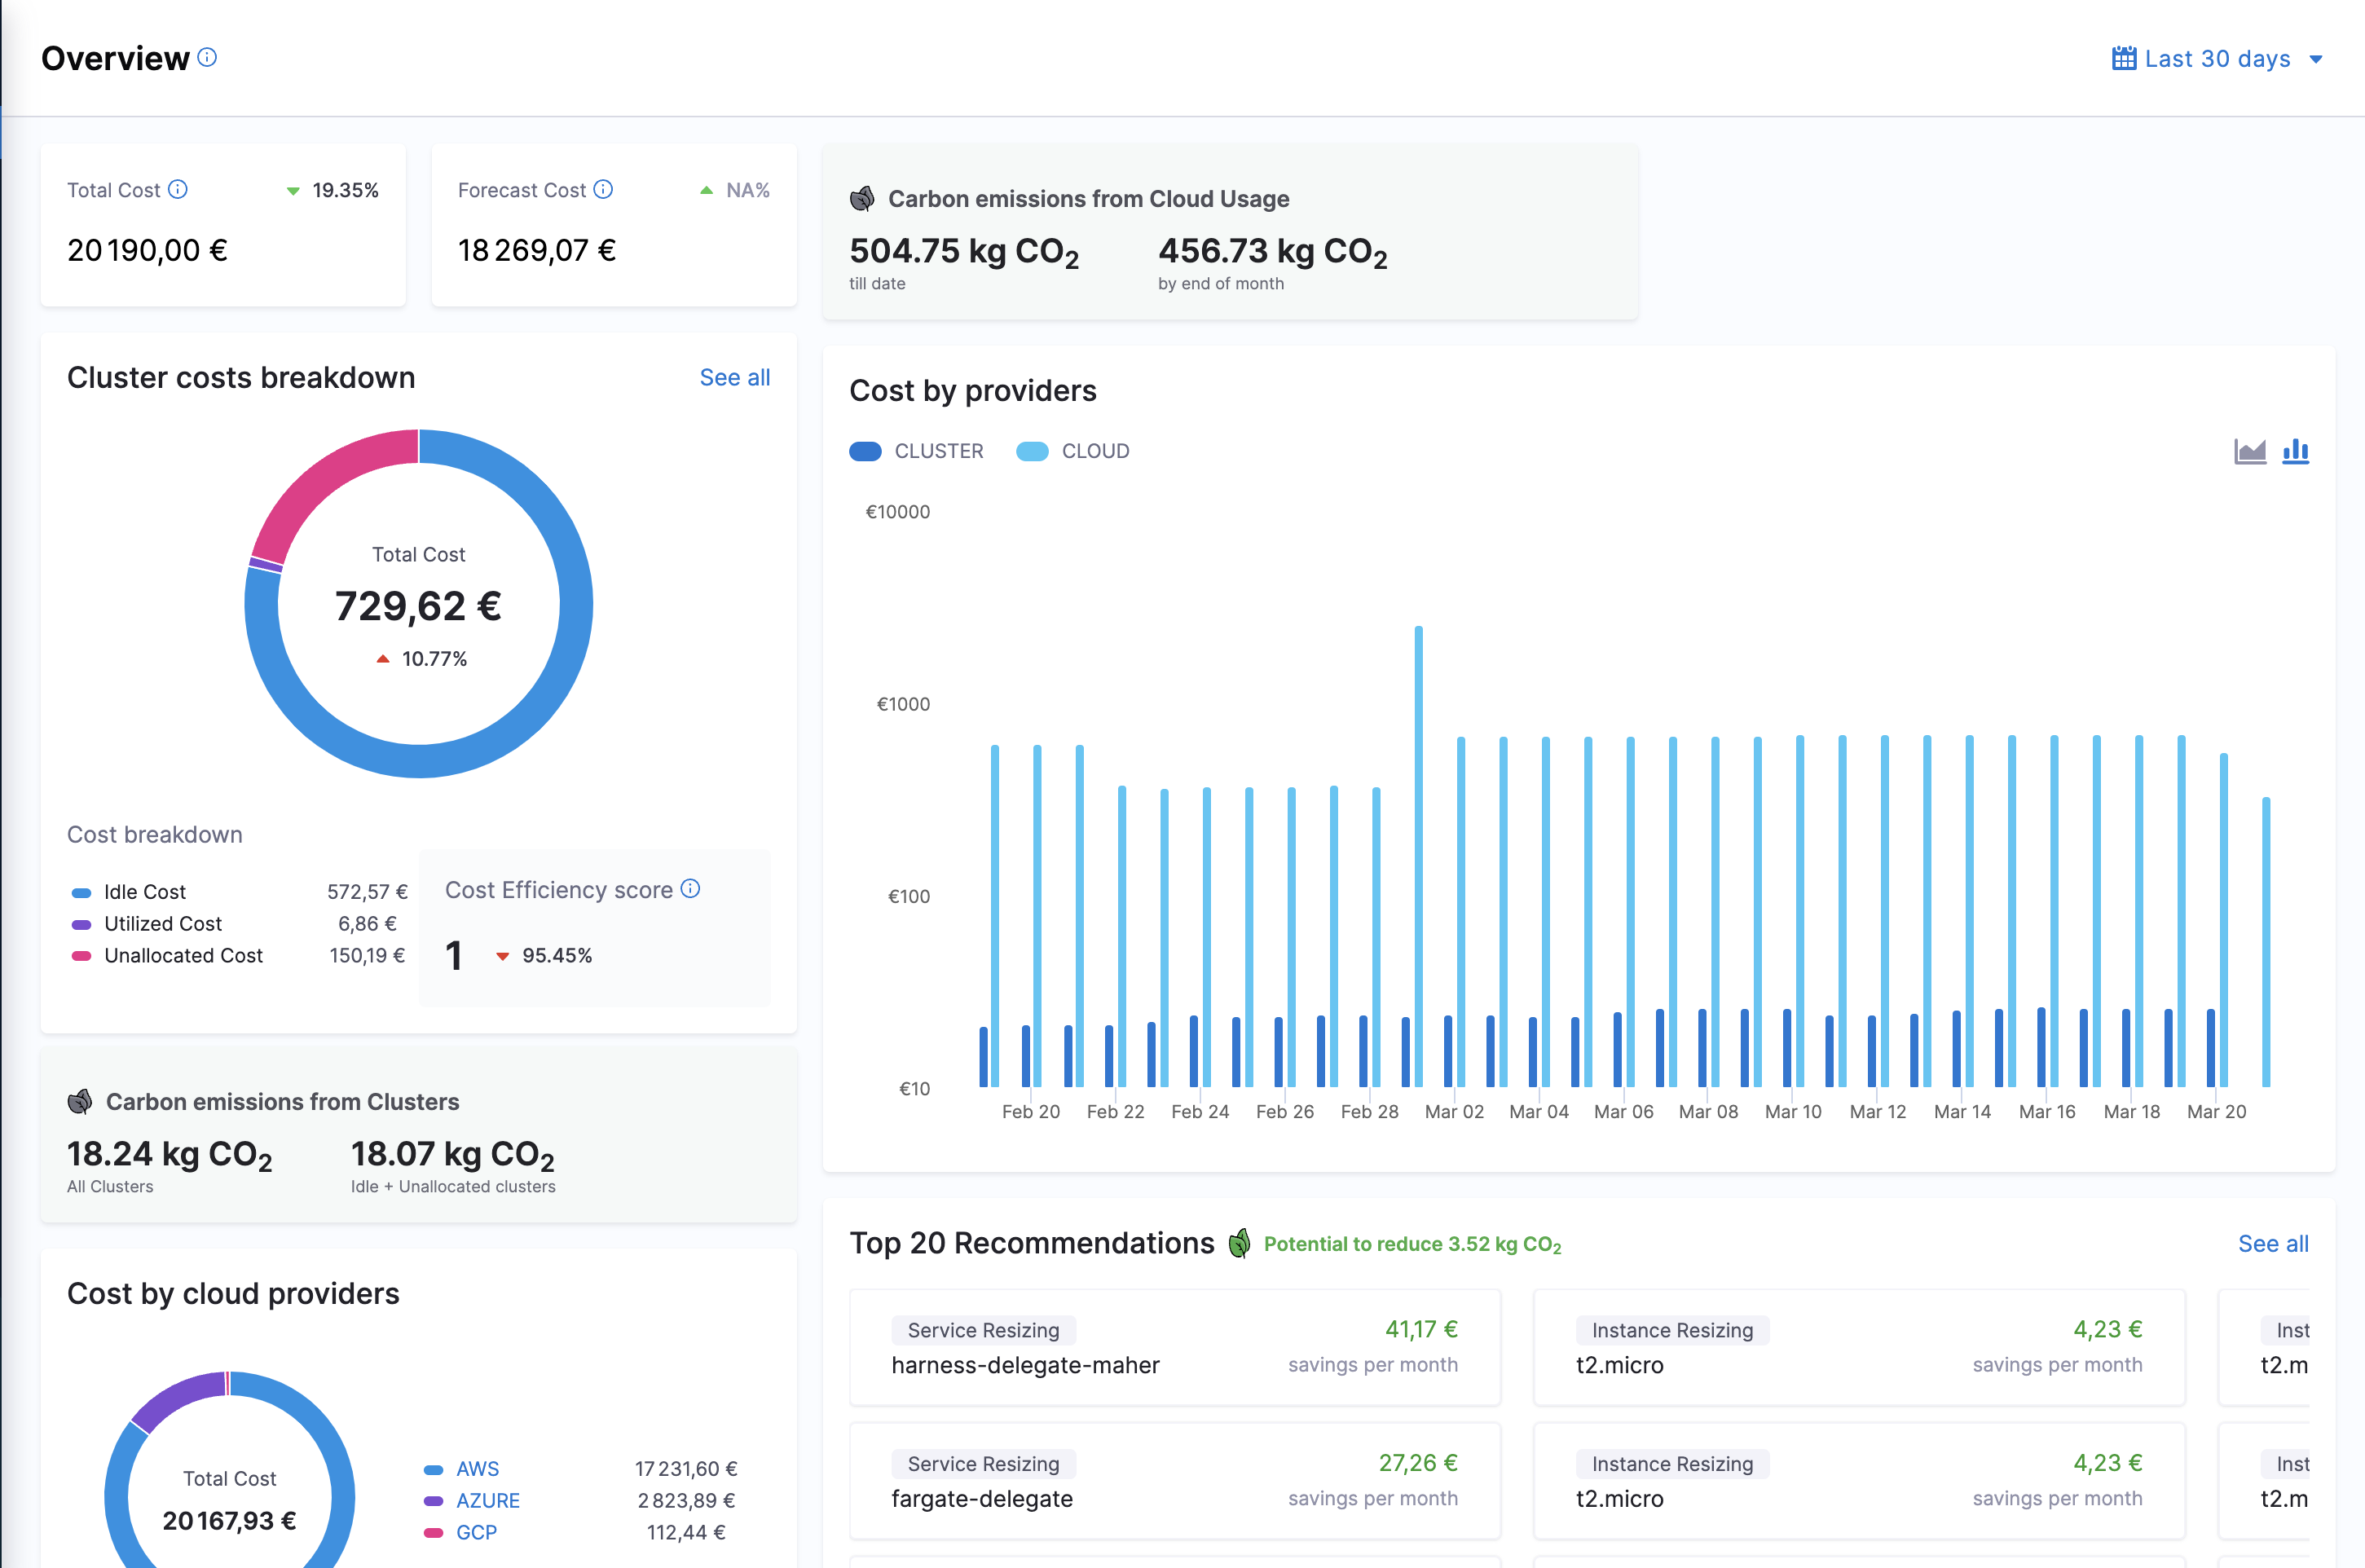 Overview
Last 30 days
Total Cost
19.35%
20 190,00 €
Forecast Cost
NA%
18 269,07 €
Carbon emissions from Cloud Usage
504.75 kg CO2
till date
456.73 kg CO2
by end of month
Cluster costs breakdown
See all
Total Cost
729,62 €
10.77%
Cost breakdown
Idle Cost 572,57 €
Utilized Cost 6,86 €
Unallocated Cost 150,19 €
Cost Efficiency score
1 95.45%
Carbon emissions from Clusters
18.24 kg CO2
All Clusters
18.07 kg CO2
Idle + Unallocated clusters
Cost by cloud providers
Total Cost
20 167,93 €
AWS 17 231,60 €
AZURE 2 823,89 €
GCP 112,44 €
Cost by providers
CLUSTER CLOUD
€10000
€1000
€100
€10
Feb 20 Feb 22 Feb 24 Feb 26 Feb 28 Mar 02 Mar 04 Mar 06 Mar 08 Mar 10 Mar 12 Mar 14 Mar 16 Mar 18 Mar 20
Top 20 Recommendations Potential to reduce 3.52 kg CO2
See all
Service Resizing 41,17 €
harness-delegate-maher savings per month
Instance Resizing 4,23 €
t2.micro savings per month
Inst
t2.m
Service Resizing 27,26 €
fargate-delegate savings per month
Instance Resizing 4,23 €
t2.micro savings per month
Inst
t2.m